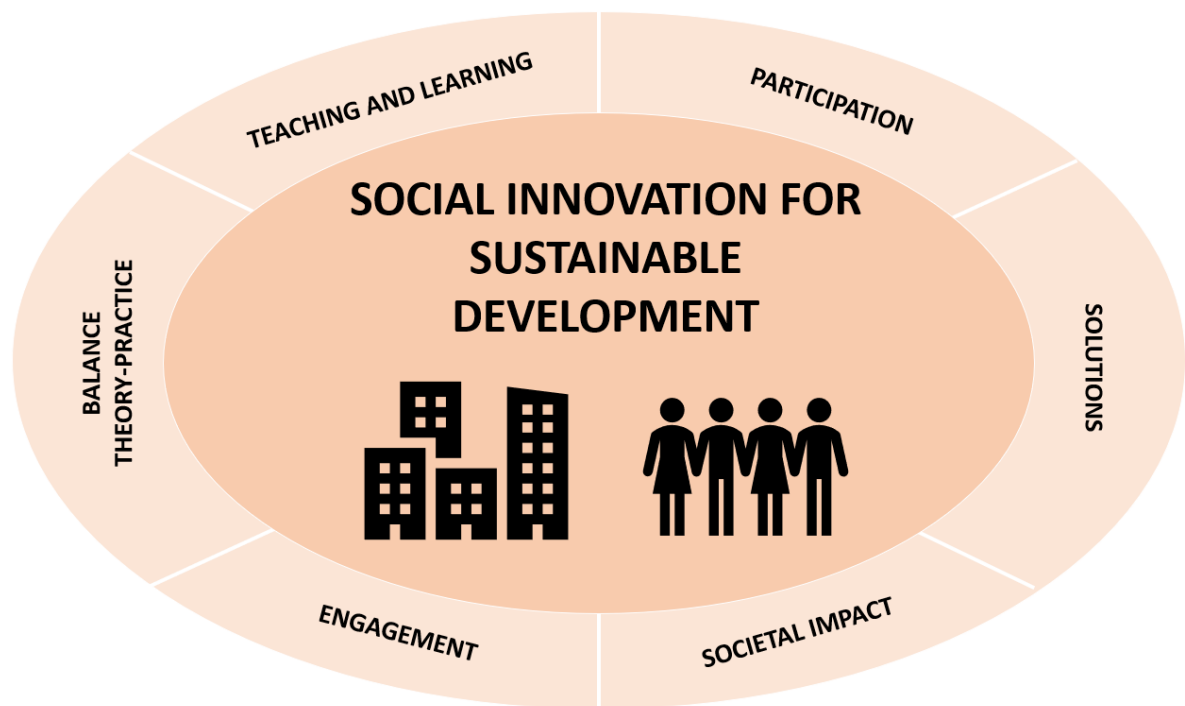 TEACHING AND LEARNING
PARTICIPATION
SOCIAL INNOVATION FOR
SUSTAINABLE
DEVELOPMENT
BALANCE
THEORY-PRACTICE
SOLUTIONS
ENGAGEMENT
SOCIETAL IMPACT